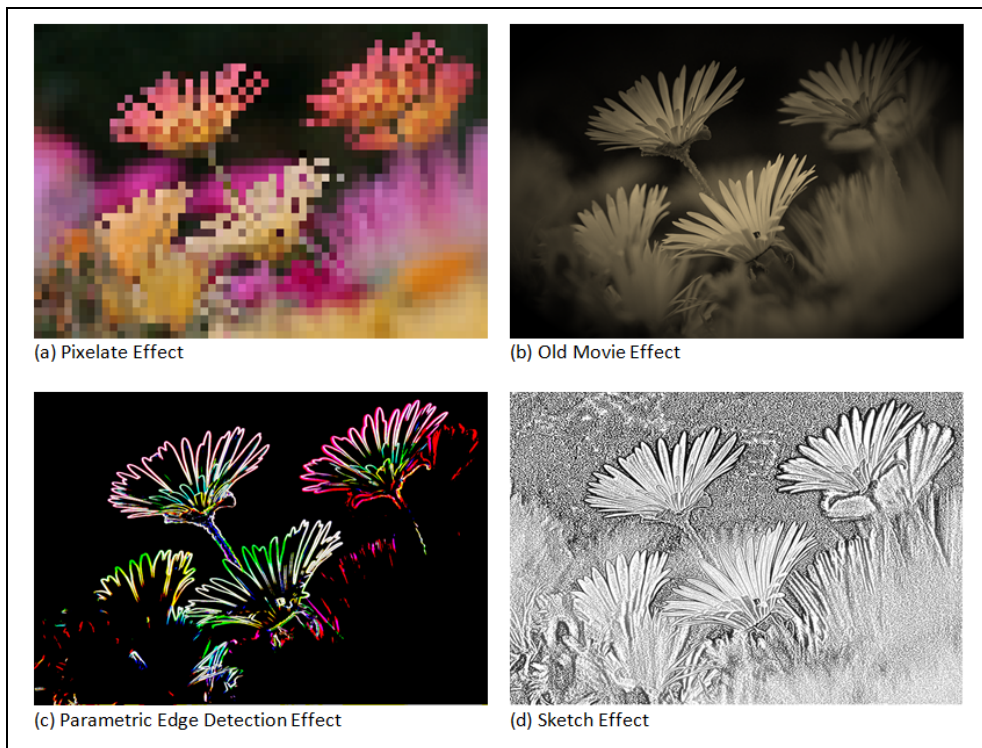 (a) Pixelate Effect
(b) Old Movie Effect
(c) Parametric Edge Detection Effect
(d) Sketch Effect